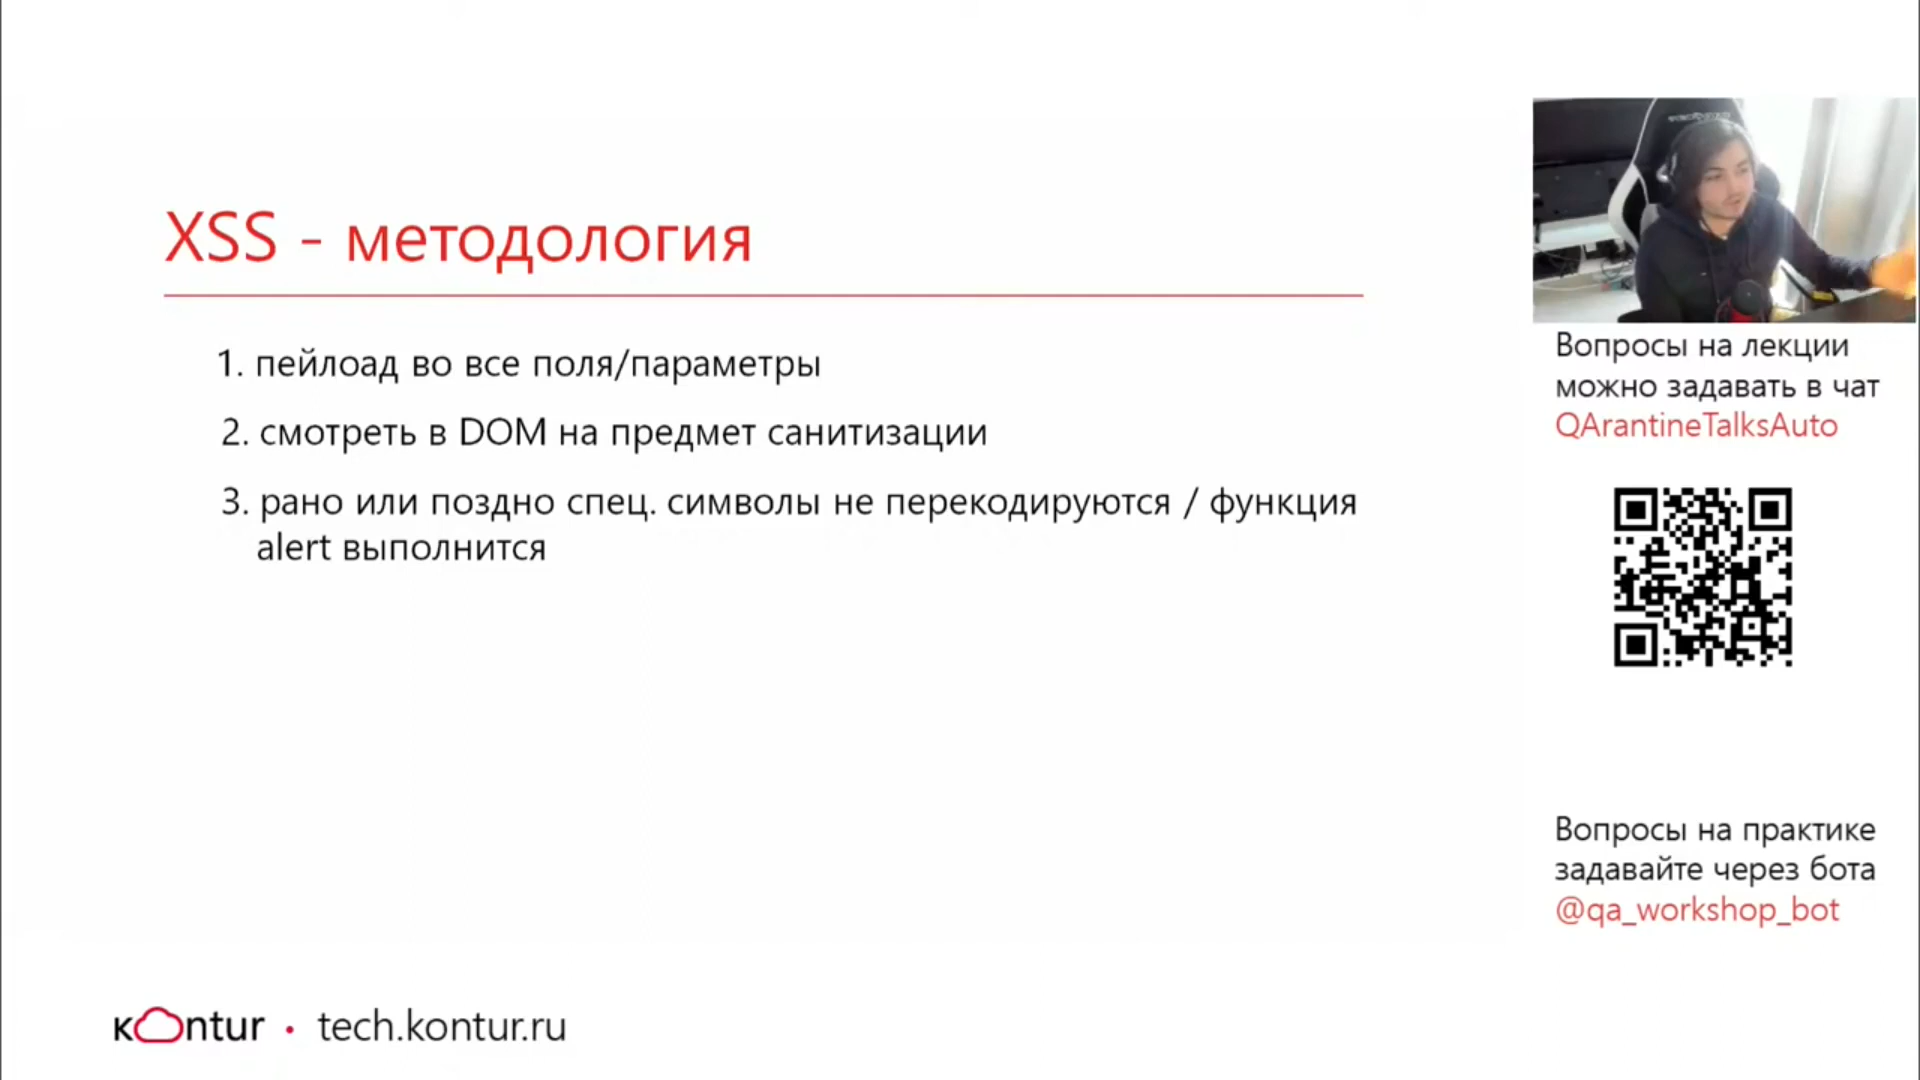 XSS - методология
1. пейлоад во все поля/параметры
2. смотреть в DOM на предмет санитизации
3. рано или поздно спец. символы не перекодируются / функция
alert выполнится
Вопросы на лекции
можно задавать в чат
QArantineTalksAuto
Вопросы на практике
задавайте через бота
@qa_workshop_bot
кontur • tech.kontur.ru